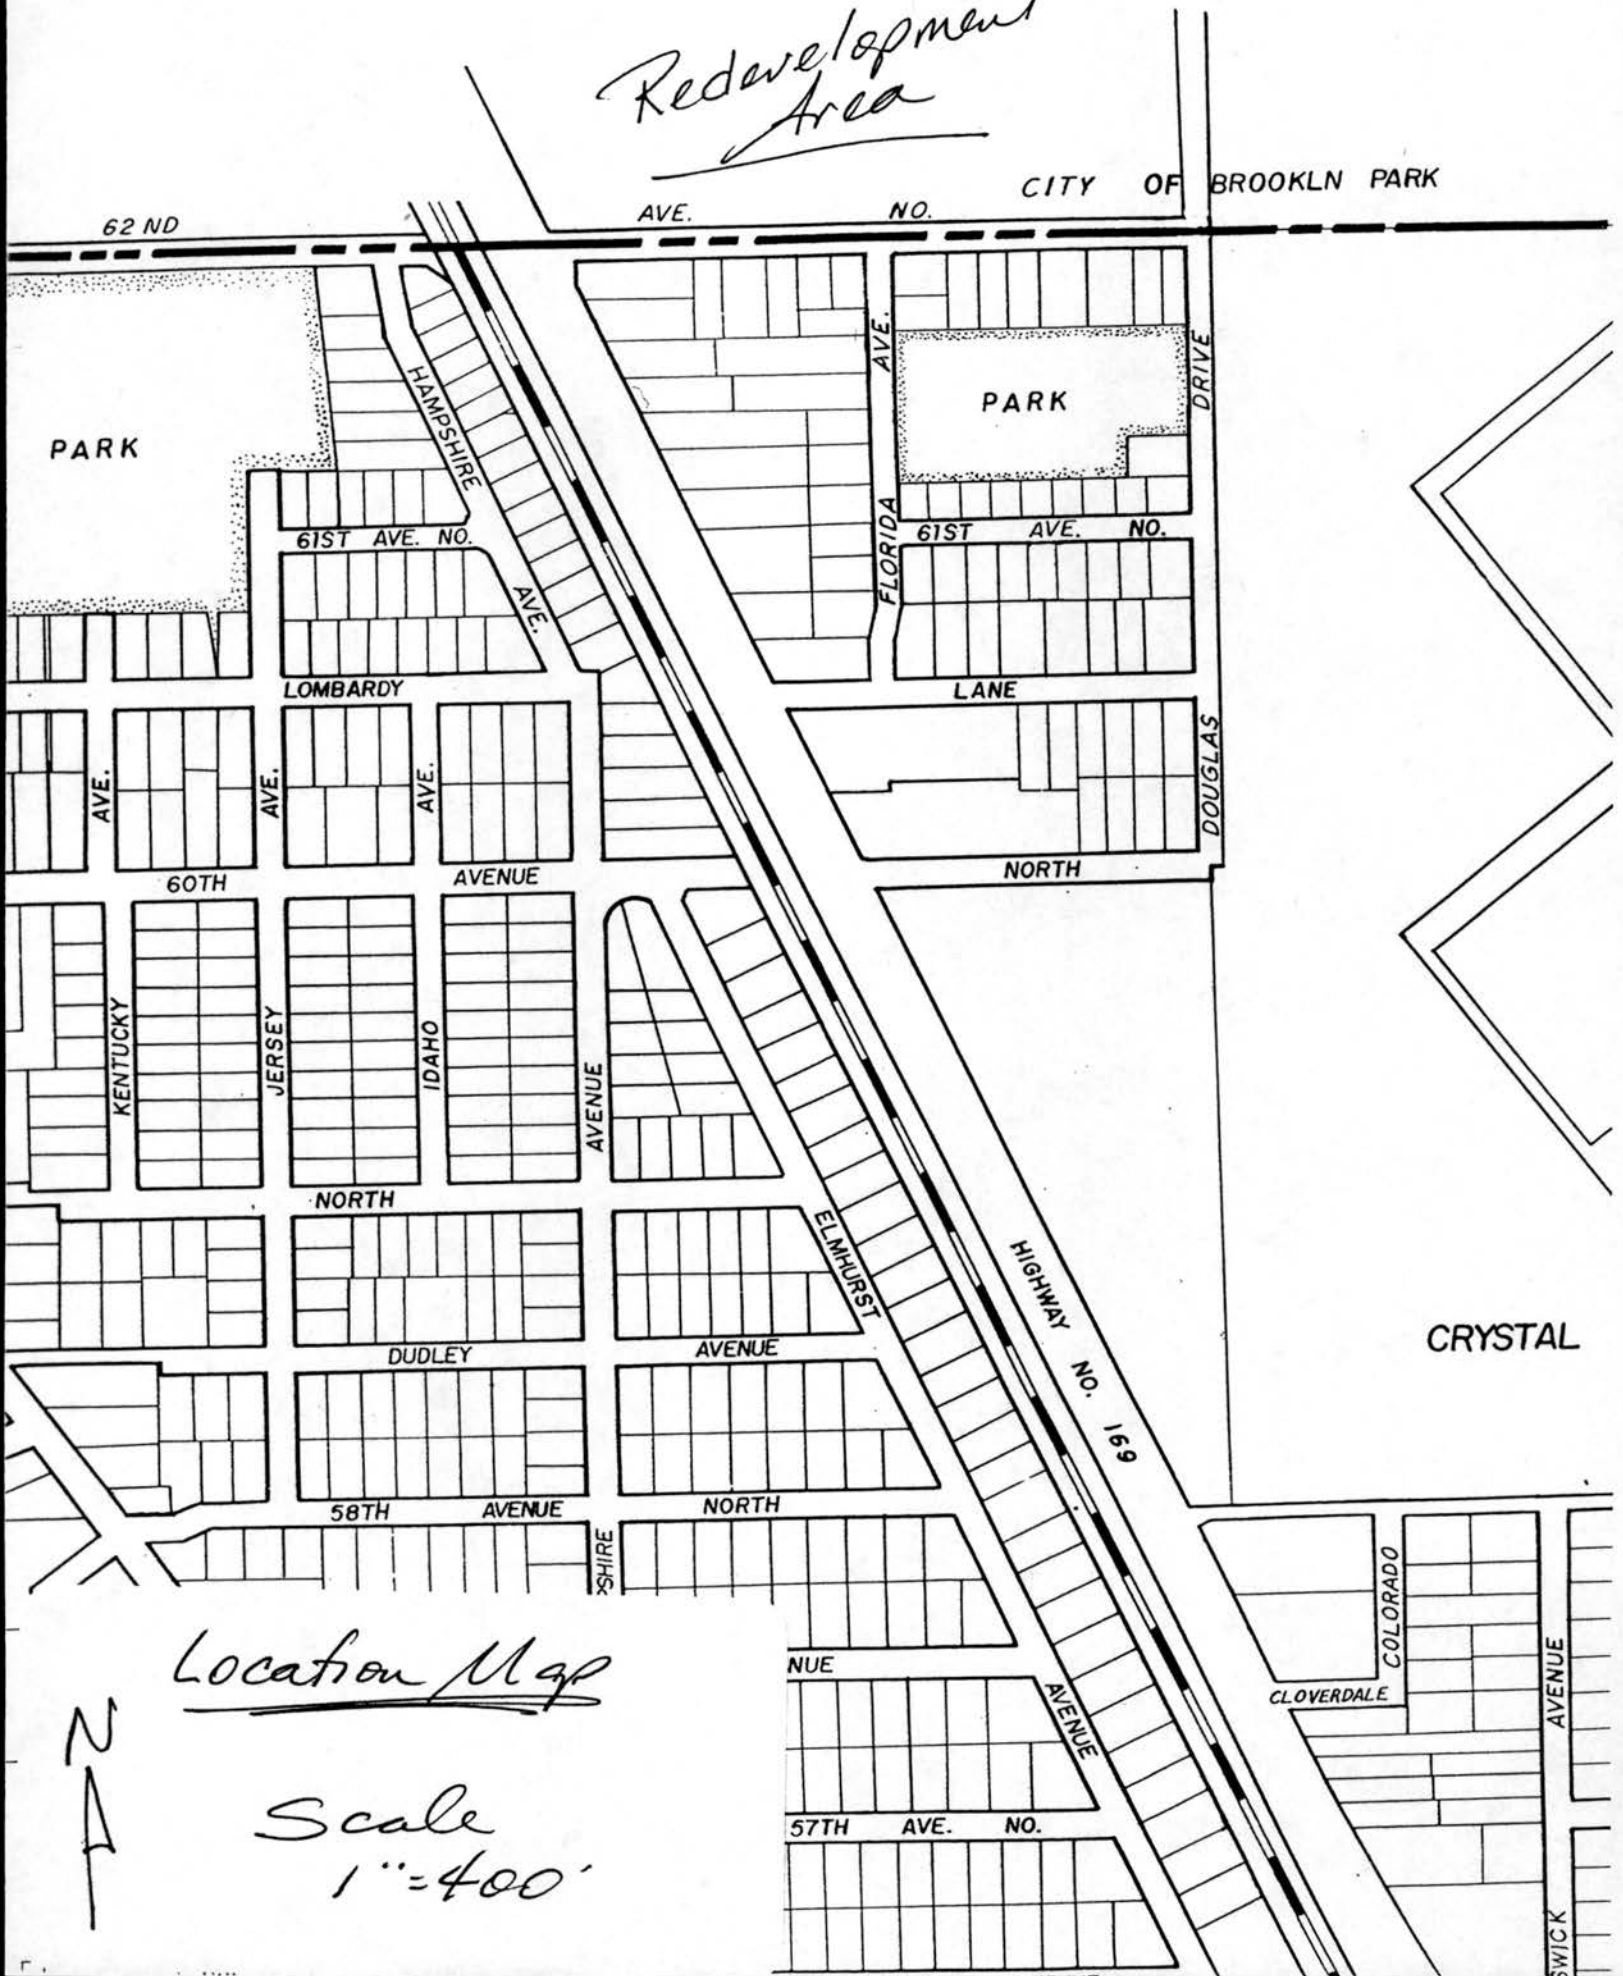 Redevelopment
Area
CITY OF BROOKLN PARK
62 ND AVE. NO.
PARK
HAMPSHIRE AVE.
61ST AVE. NO.
FLORIDA AVE.
PARK
DOUGLAS DRIVE
61ST AVE. NO.
LOMBARDY LANE
AVE.
AVE.
AVE.
60TH AVENUE NORTH
KENTUCKY
JERSEY
IDAHO
AVENUE
NORTH
ELMHURST
HIGHWAY NO. 169
CRYSTAL
DUDLEY AVENUE
58TH AVENUE NORTH
SHIRE
COLORADO
NUE
CLOVERDALE
AVENUE
AVENUE
57TH AVE. NO.
WICK
Location Map
N
Scale
1"=400'